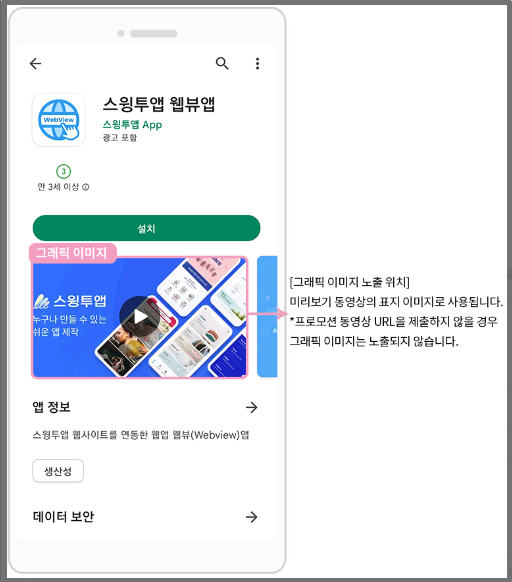 WebView
스윙투앱 웹뷰앱
스윙투앱 App
광고 포함
3
만 3세 이상
설치
그래픽 이미지
스윙투앱
누구나 만들 수 있는
쉬운 앱 제작
[그래픽 이미지 노출 위치]
미리보기 동영상의 표지 이미지로 사용됩니다.
*프로모션 동영상 URL을 제출하지 않을 경우
그래픽 이미지는 노출되지 않습니다.
앱 정보
스윙투앱 웹사이트를 연동한 웹앱 웹뷰(Webview)앱
생산성
데이터 보안